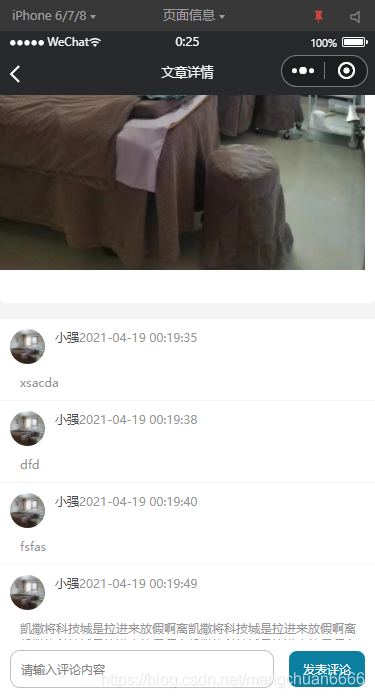 iPhone 6/7/8 页面信息
WeChat 0:25 100%
文章详情
小强2021-04-19 00:19:35
xsacda
小强2021-04-19 00:19:38
dfd
小强2021-04-19 00:19:40
fsfas
小强2021-04-19 00:19:49
凯撒将科技城是拉进来放假啊离凯撒将科技城是拉进来放假啊离
请输入评论内容 发表评论
https://blog.csdn.net/mengchuan6666